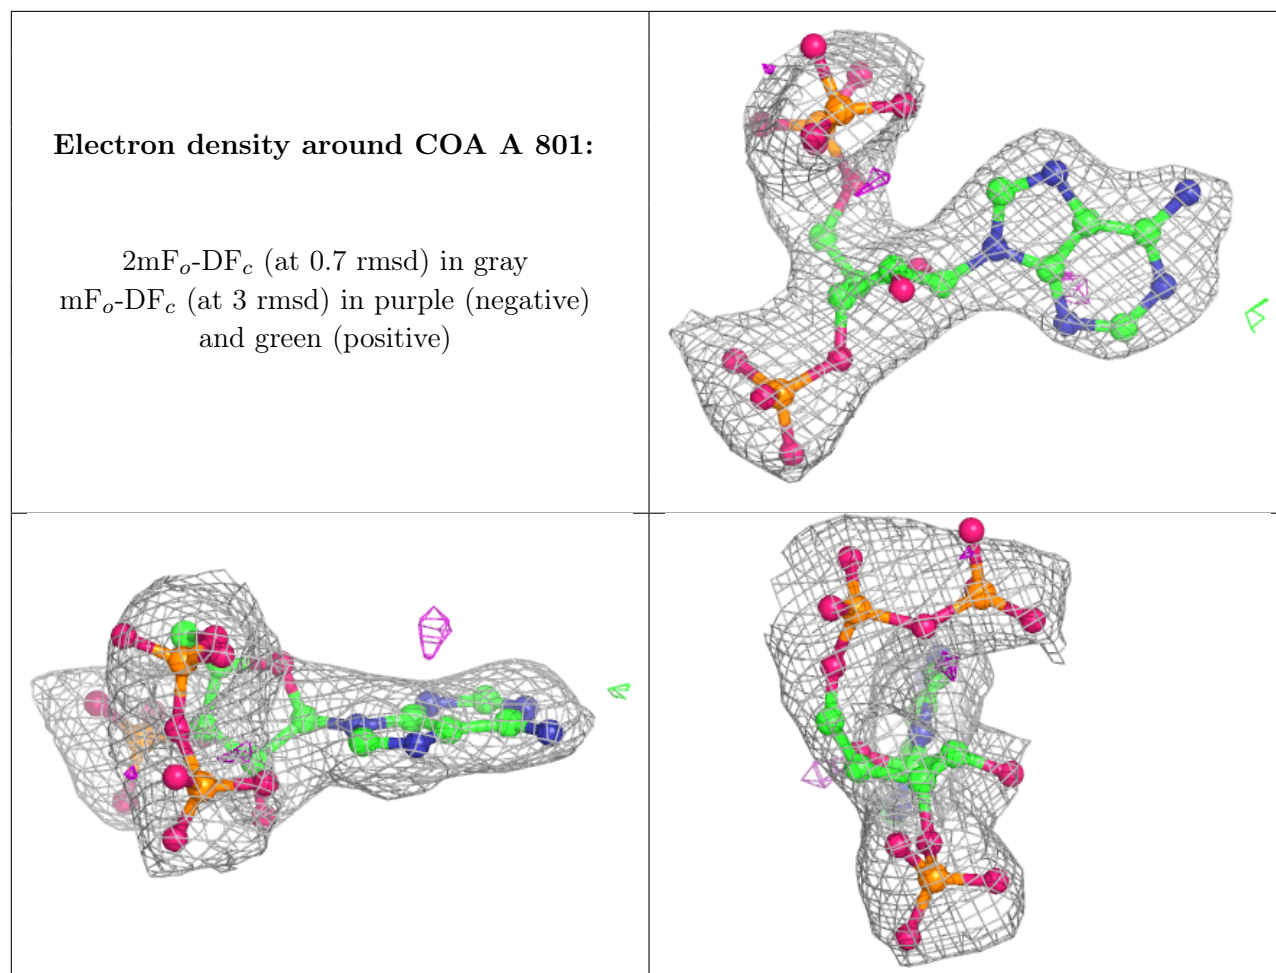 Electron density around COA A 801:
2mFo-DFc (at 0.7 rmsd) in gray
mFo-DFc (at 3 rmsd) in purple (negative)
and green (positive)